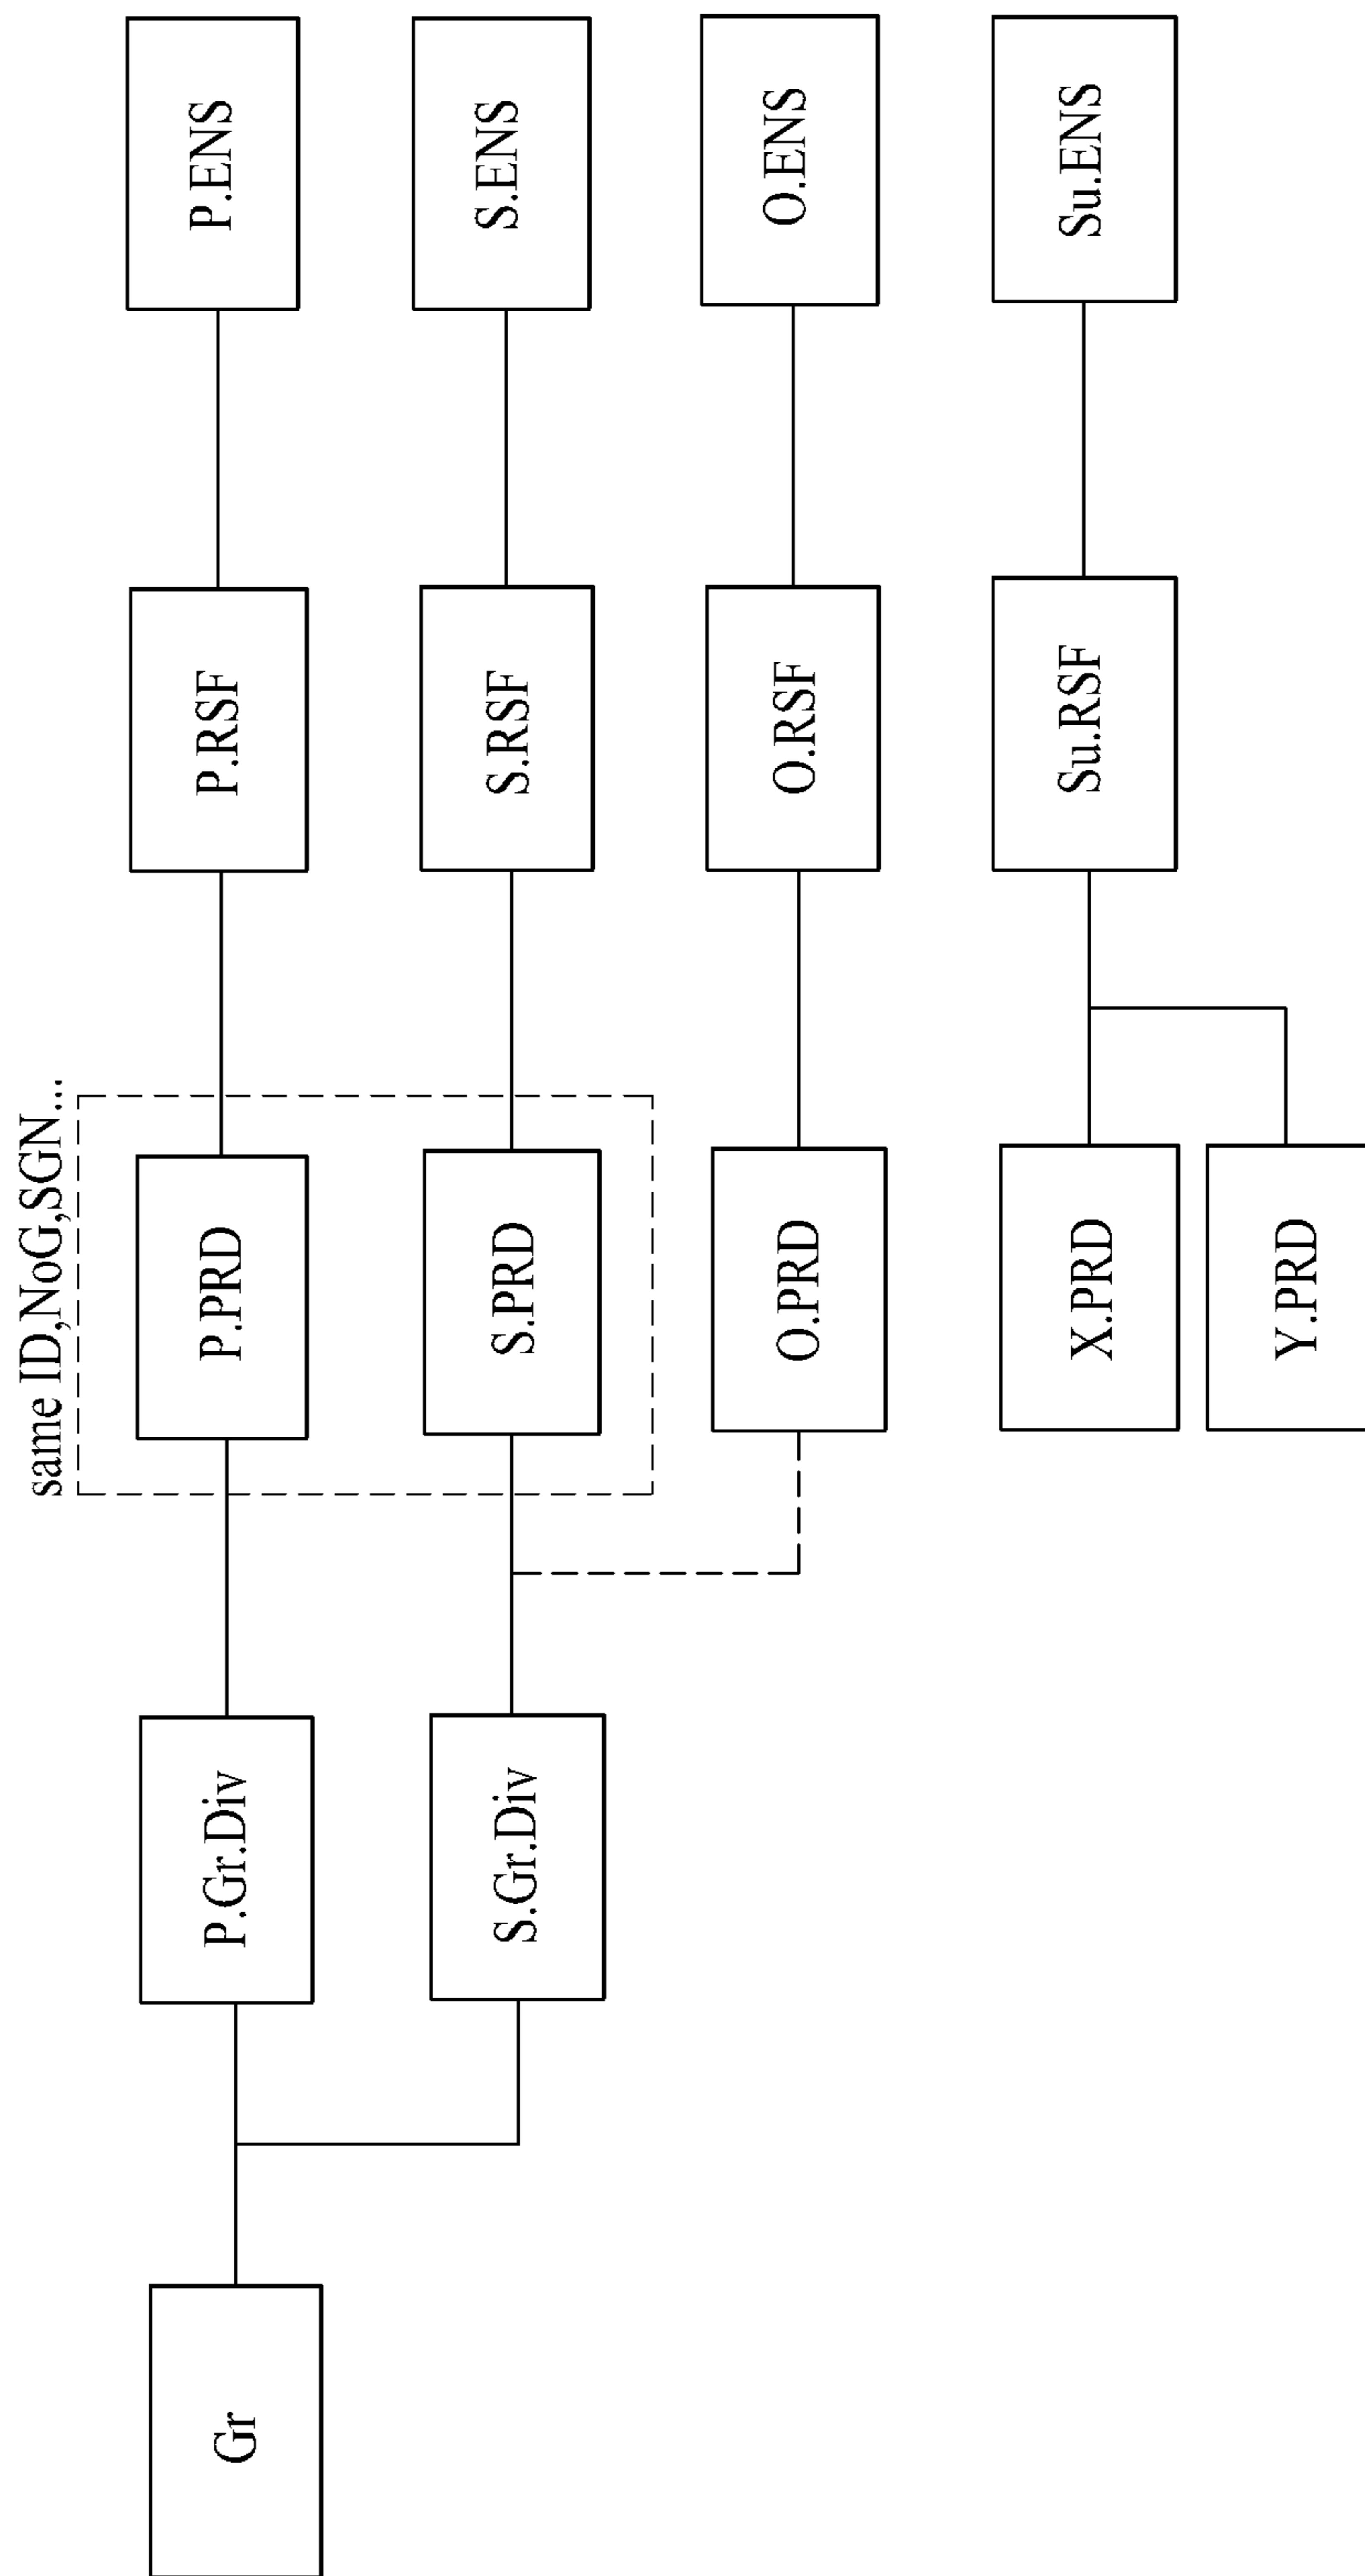 same ID,NoG,SGN...
Gr
P.Gr.Div
P.PRD
P.RSF
P.ENS
S.Gr.Div
S.PRD
S.RSF
S.ENS
O.PRD
O.RSF
O.ENS
X.PRD
Su.RSF
Su.ENS
Y.PRD